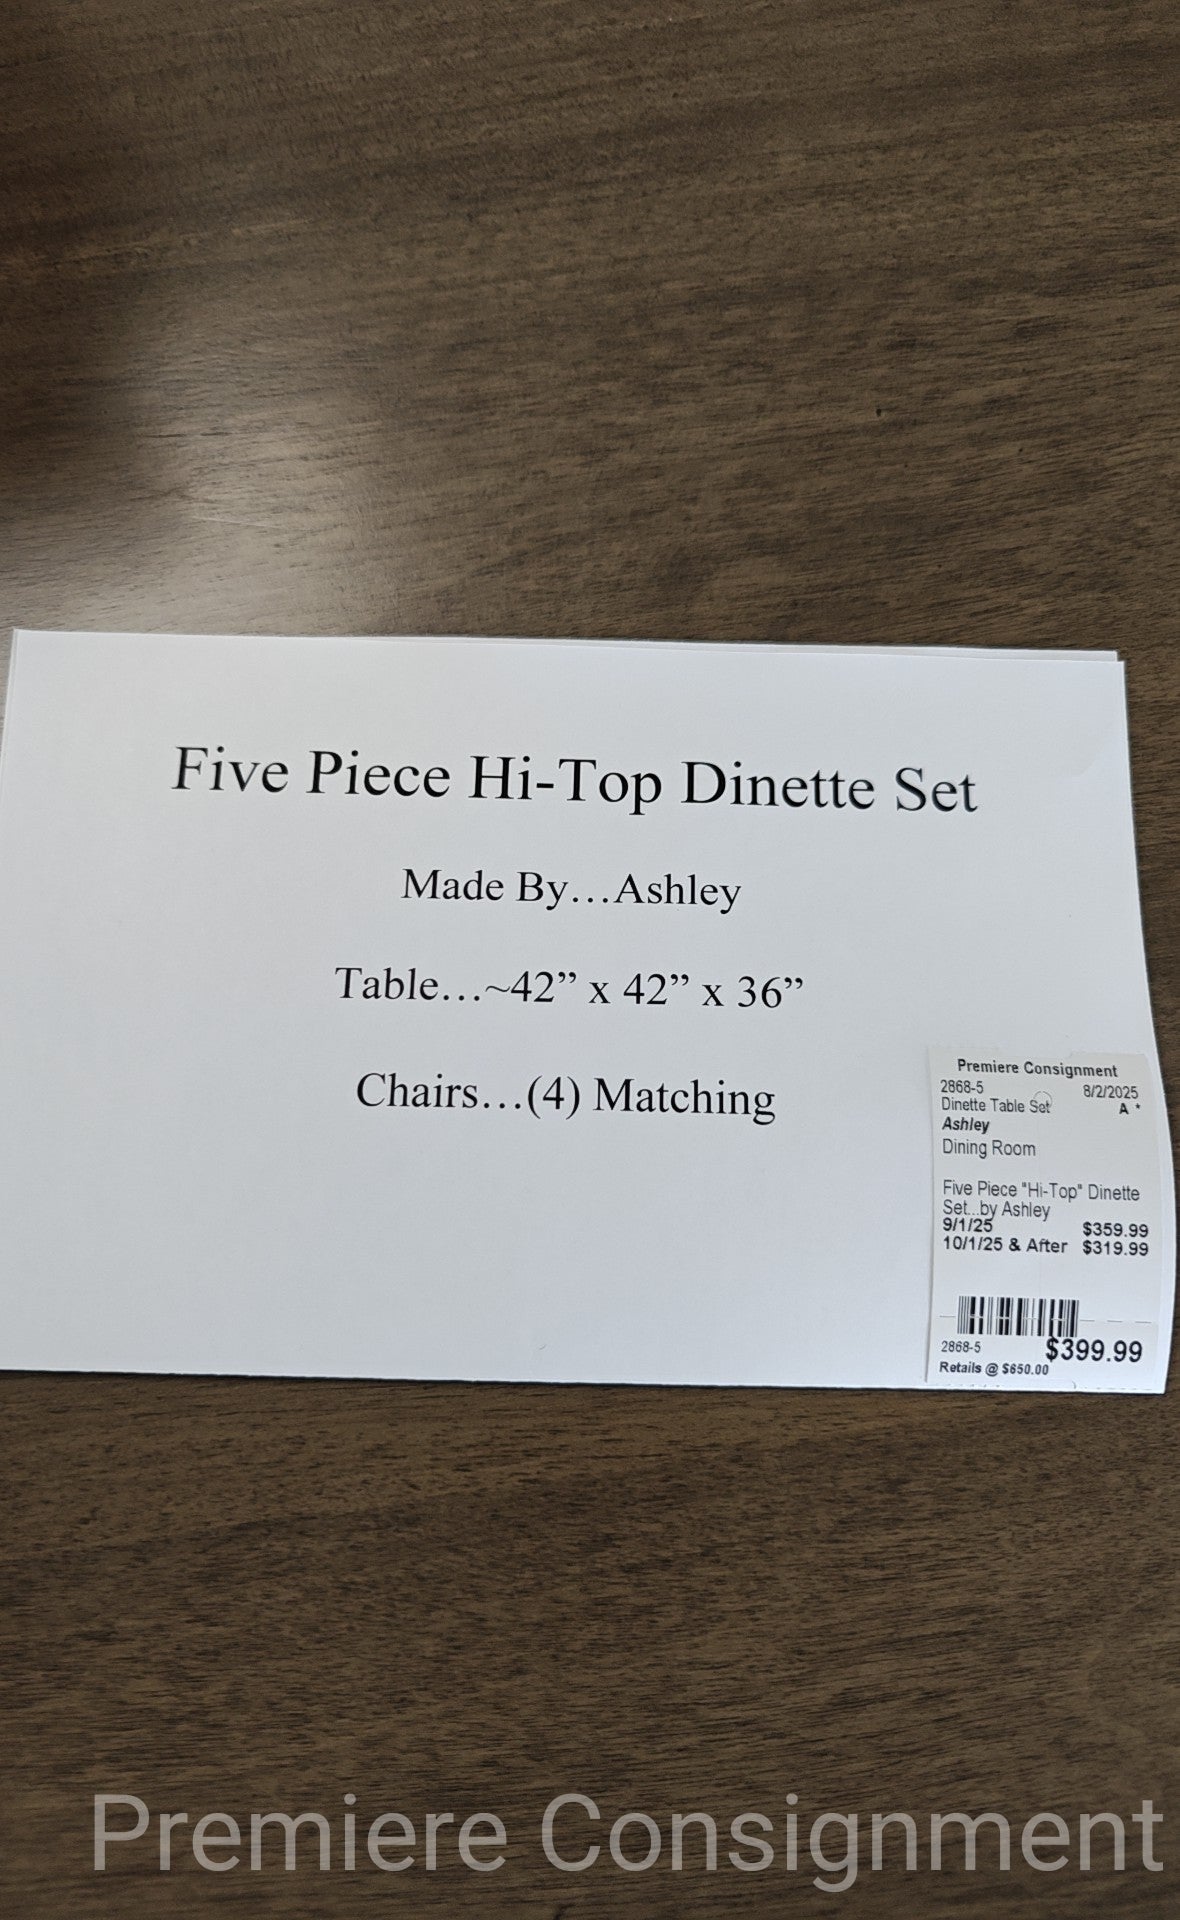 Five Piece Hi-Top Dinette Set
Made By…Ashley
Table…~42” x 42” x 36”
Chairs…(4) Matching
Premiere Consignment
2868-5 8/2/2025
Dinette Table Set A *
Ashley
Dining Room
Five Piece "Hi-Top" Dinette
Set...by Ashley
9/1/25 $359.99
10/1/25 & After $319.99
2868-5 $399.99
Retails @ $650.00
Premiere Consignment